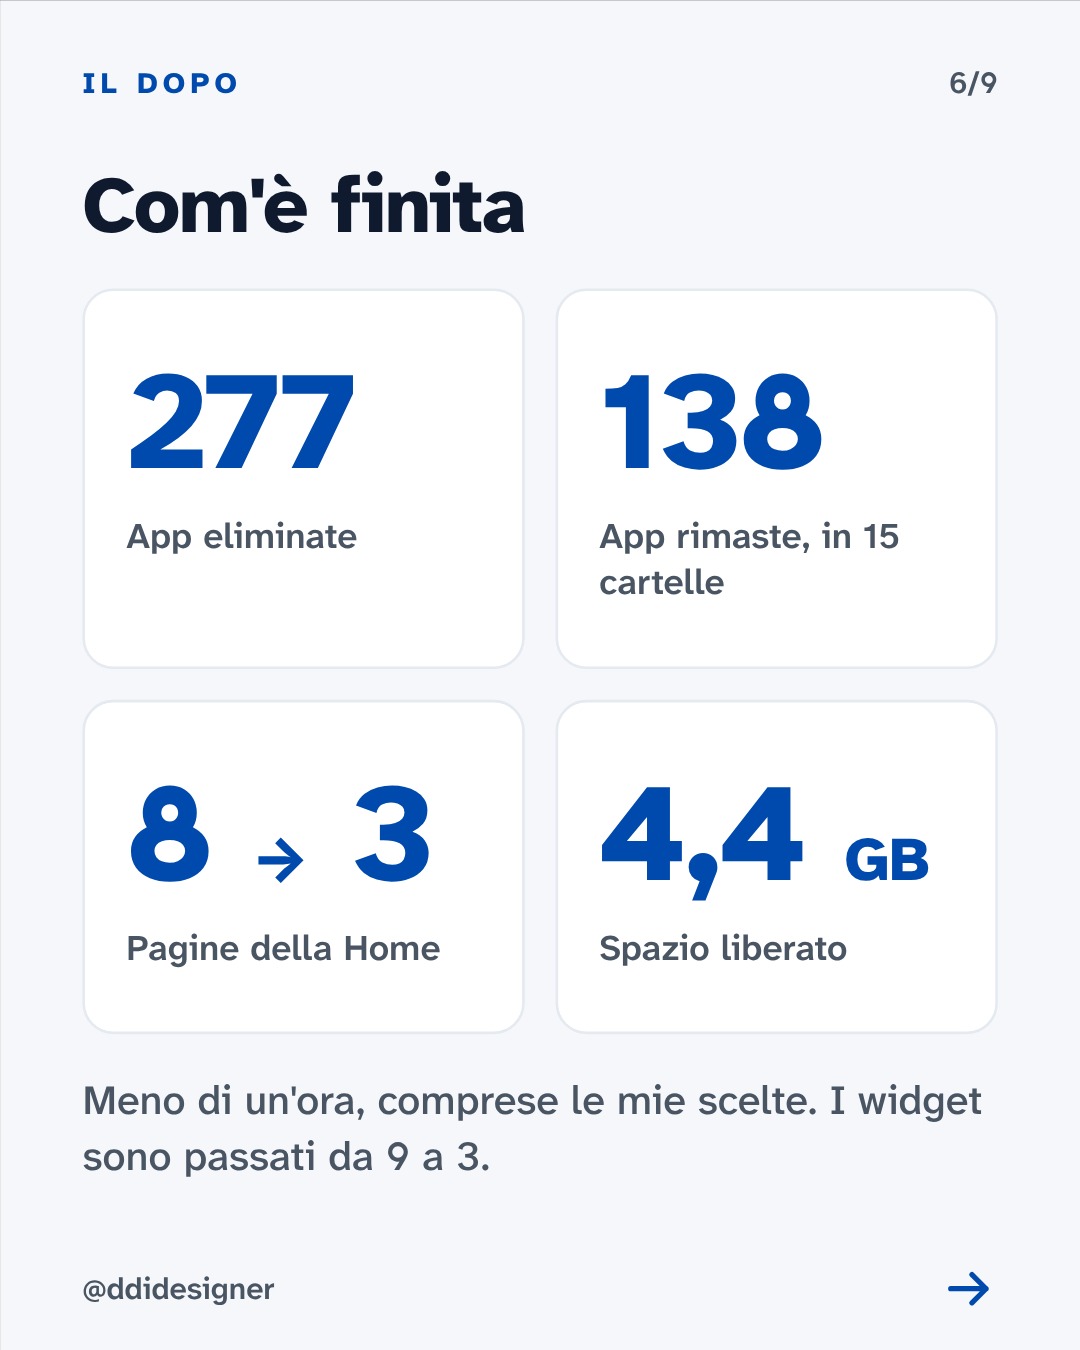 IL DOPO
6/9
Com'è finita
277
App eliminate
138
App rimaste, in 15
cartelle
8 → 3
Pagine della Home
4,4 GB
Spazio liberato
Meno di un'ora, comprese le mie scelte. I widget
sono passati da 9 a 3.
@ddidesigner
→